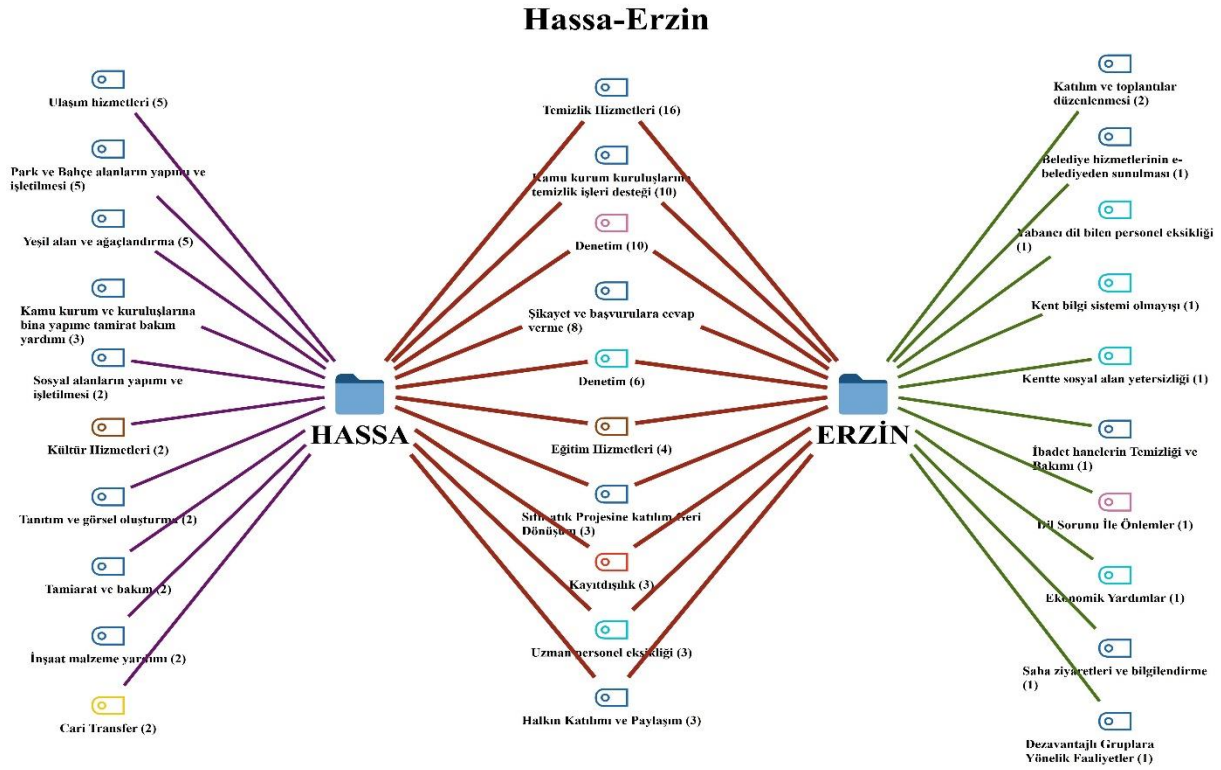 Hassa-Erzin
Ulaşım hizmetleri (5)
Park ve Bahçe alanların yapımı ve
işletilmesi (5)
Yeşil alan ve ağaçlandırma (5)
Kamu kurum ve kuruluşlarına
bina yapıme tamirat bakım
yardımı (3)
Sosyal alanların yapımı ve
işletilmesi (2)
Kültür Hizmetleri (2)
Tanıtım ve görsel oluşturma (2)
Tamiarat ve bakım (2)
İnşaat malzeme yardımı (2)
Cari Transfer (2)
HASSA
Temizlik Hizmetleri (16)
Kamu kurum kuruluşlarına
temizlik işleri desteği (10)
Denetim (10)
Şikayet ve başvurulara cevap
verme (8)
Denetim (6)
Eğitim Hizmetleri (4)
Sıfır atık Projesine katılım Geri
Dönüşüm (3)
Kayıtdışılık (3)
Uzman personel eksikliği (3)
Halkın Katılımı ve Paylaşım (3)
ERZİN
Katılım ve toplantılar
düzenlenmesi (2)
Belediye hizmetlerinin e-
belediyeden sunulması (1)
Yabancı dil bilen personel eksikliği
(1)
Kent bilgi sistemi olmayışı (1)
Kentte sosyal alan yetersizliği (1)
İbadet hanelerin Temizliği ve
Bakımı (1)
Dil Sorunu İle Önlemler (1)
Ekonomik Yardımlar (1)
Saha ziyaretleri ve bilgilendirme
(1)
Dezavantajlı Gruplara
Yönelik Faaliyetler (1)